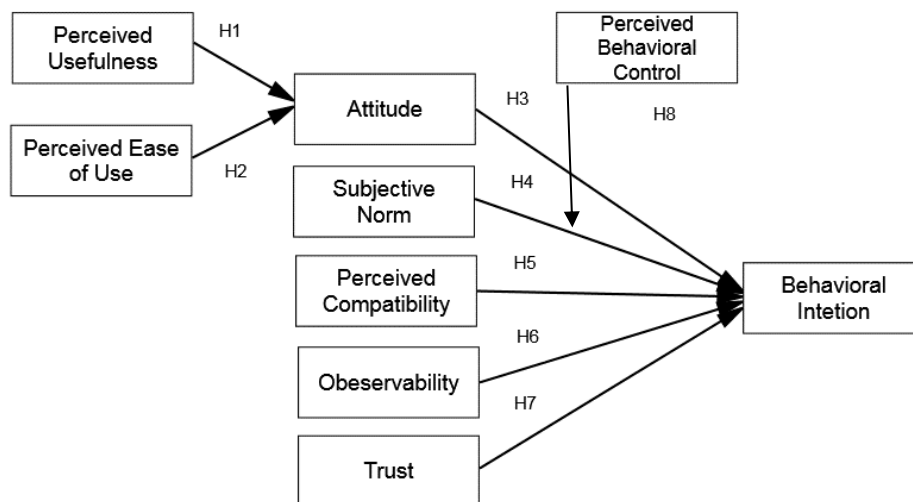 Perceived
Usefulness
H1
Perceived
Behavioral
Control
Attitude
H3
H8
Perceived Ease
of Use
H2
Subjective
Norm
H4
Perceived
Compatibility
H5
Behavioral
Intetion
Obeservability
H6
H7
Trust